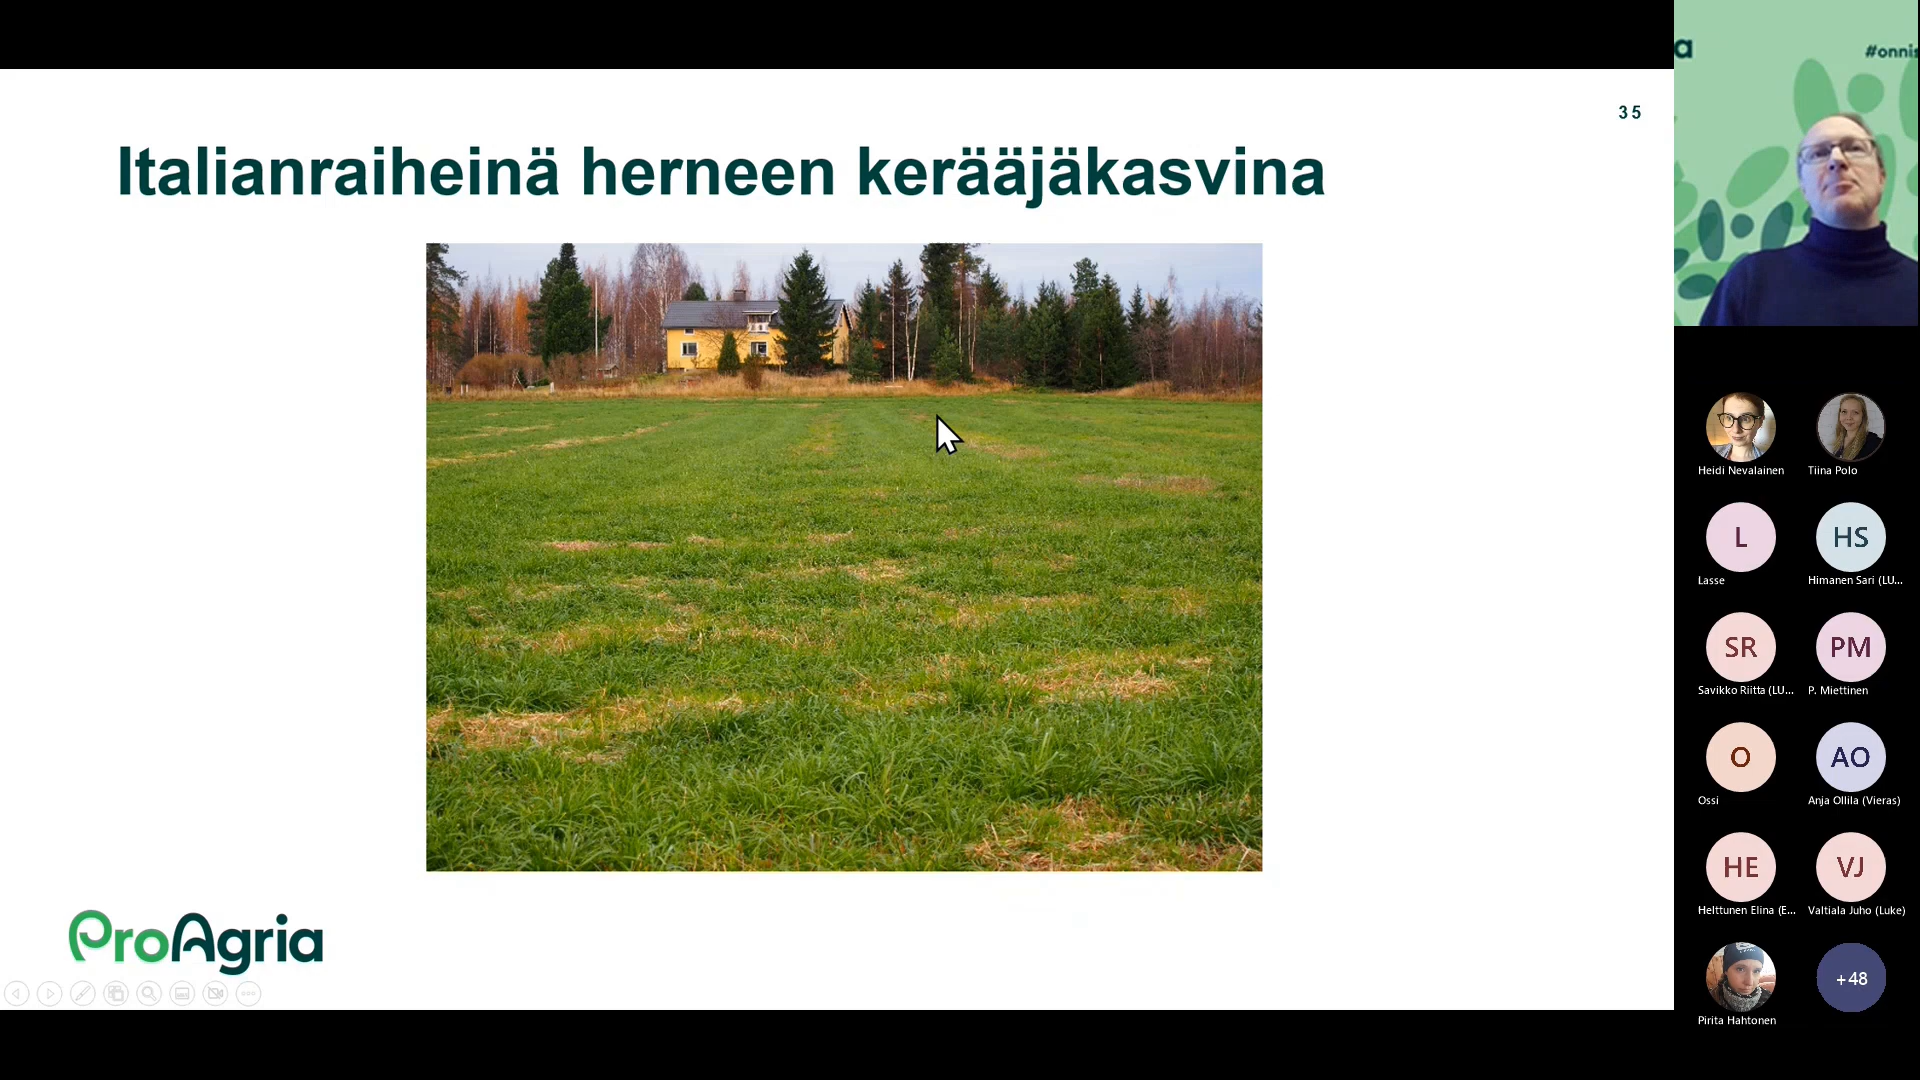 35
Italianraiheinä herneen kerääjäkasvina
ProAgria
a
#onnis
Heidi Nevalainen
Tiina Polo
L
HS
Lasse
Himanen Sari (LU...
SR
PM
Savikko Riitta (LU...
P. Miettinen
O
AO
Ossi
Anja Ollila (Vieras)
HE
VJ
Helttunen Elina (E...
Valtiala Juho (Luke)
+48
Pirita Hahtonen